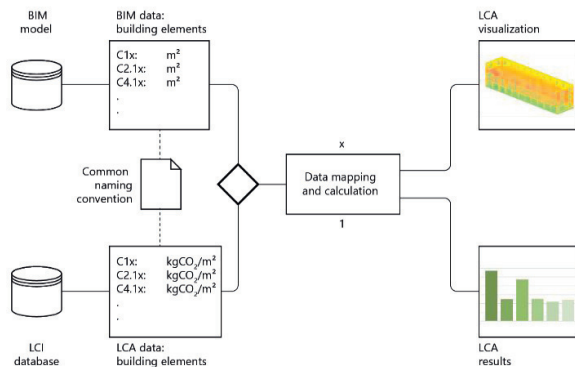 BIM
model
BIM data:
building elements
C1x: m²
C2.1x: m²
C4.1x: m²
.
.
LCA
visualization
Common
naming
convention
x
Data mapping
and calculation
1
C1x: kgCO₂/m²
C2.1x: kgCO₂/m²
C4.1x: kgCO₂/m²
.
.
LCI
database
LCA data:
building elements
LCA
results